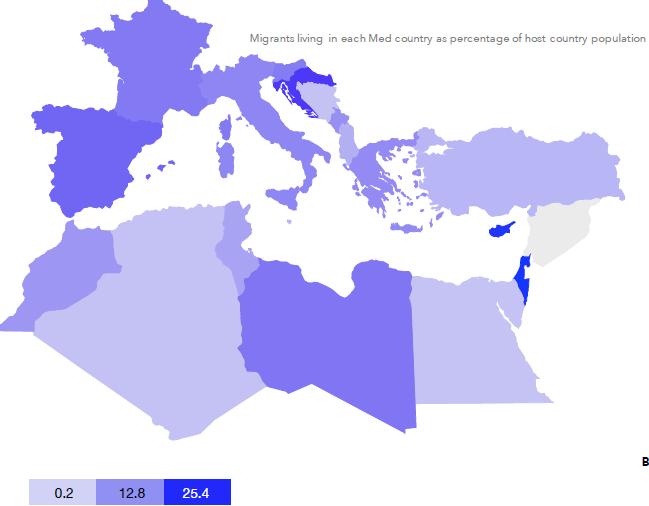 Migrants living in each Med country as percentage of host country population
B
0.2 12.8 25.4